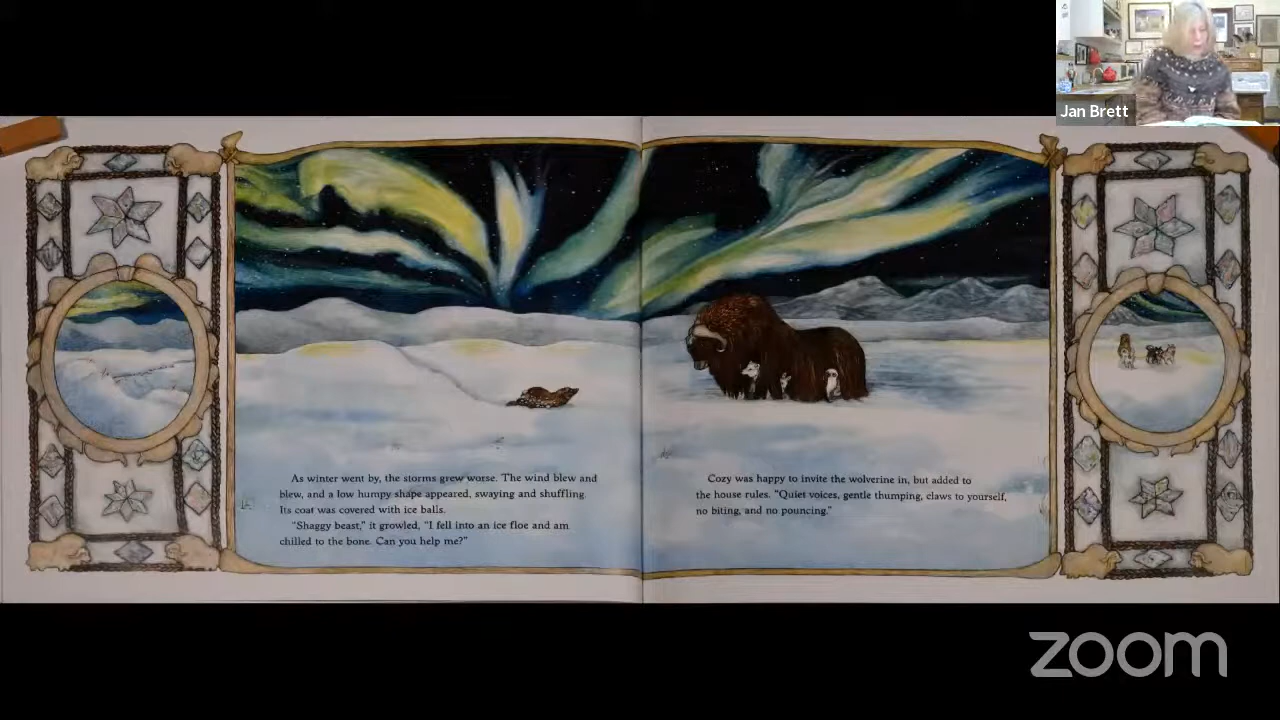 Jan Brett
As winter went by, the storms grew worse. The wind blew and
blew, and a low humpy shape appeared, swaying and shuffling.
Its coat was covered with ice balls.
"Shaggy beast," it growled, "I fell into an ice floe and am
chilled to the bone. Can you help me?"
Cozy was happy to invite the wolverine in, but added to
the house rules. "Quiet voices, gentle thumping, claws to yourself,
no biting, and no pouncing."
zoom